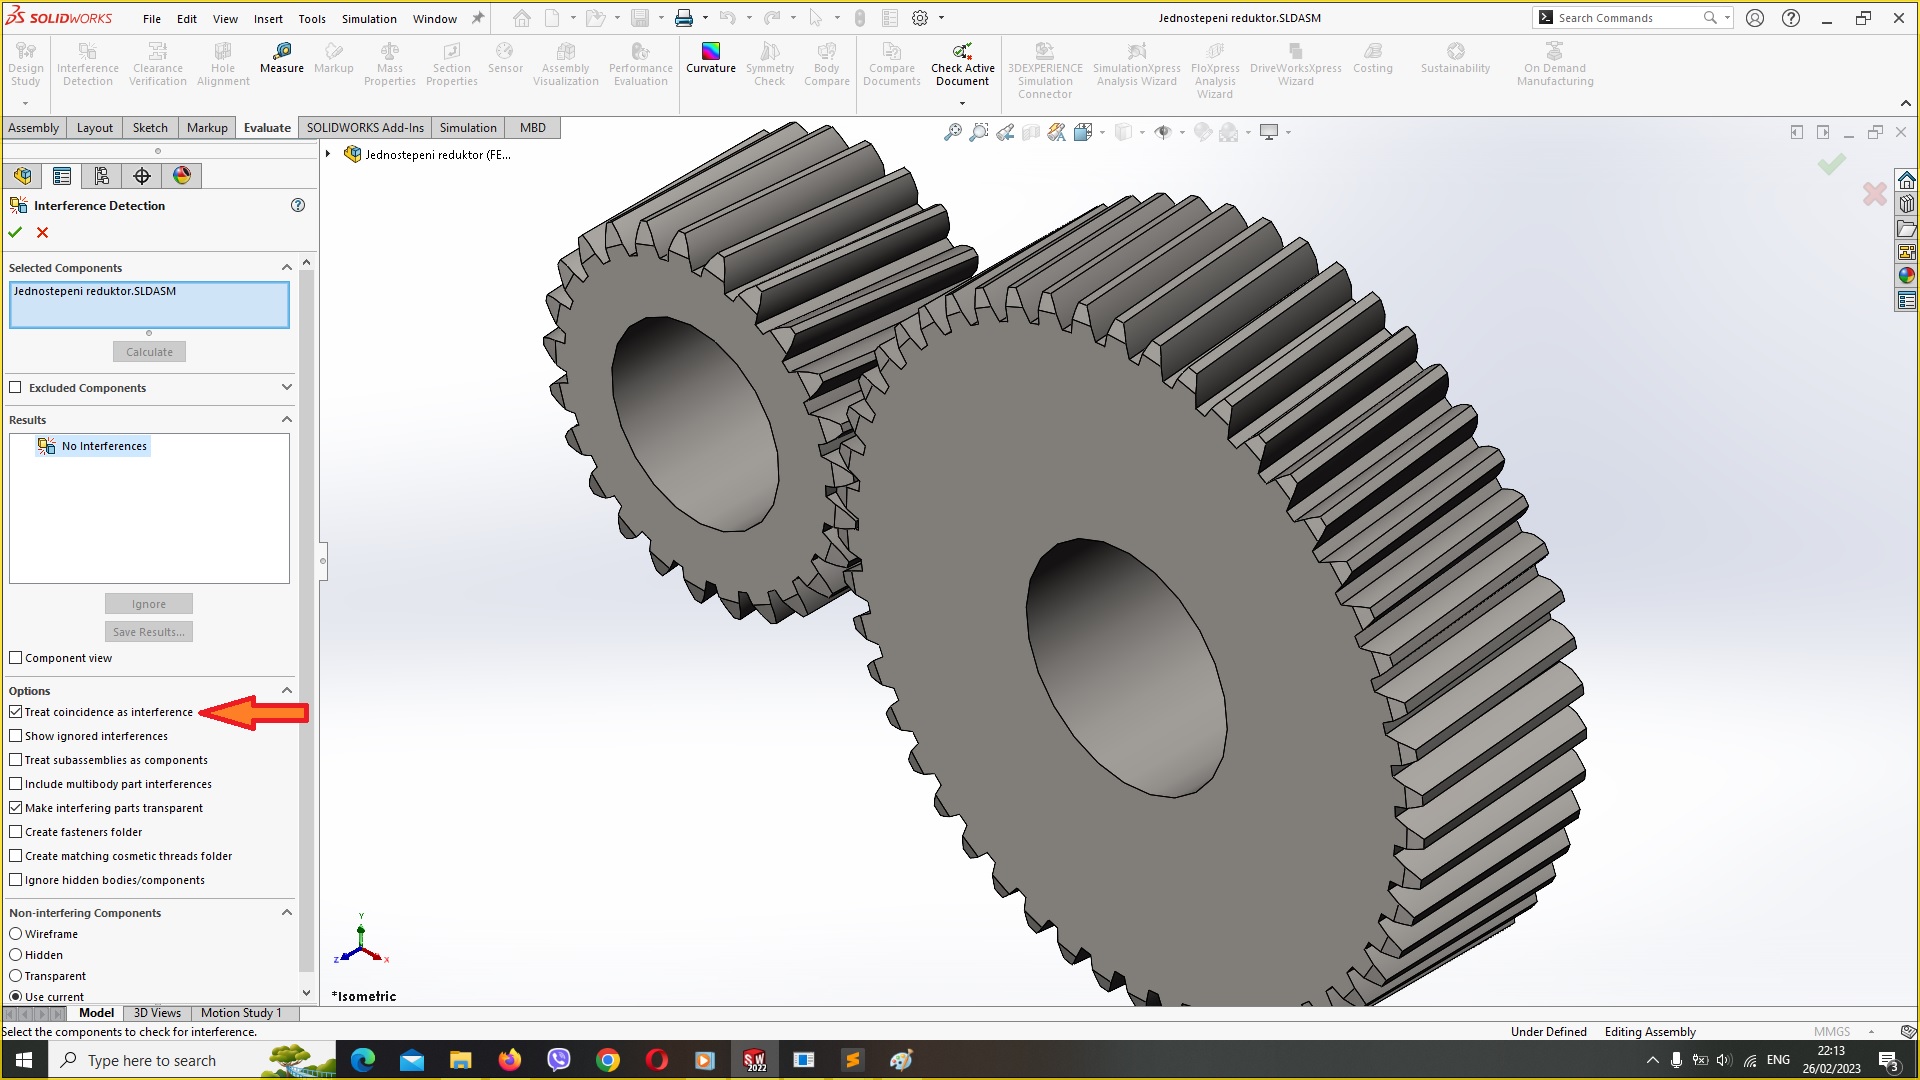 SOLIDWORKS File Edit View Insert Tools Simulation Window Jednostepeni reduktor.SLDASM Search Commands
Design Study
Interference Detection
Clearance Verification
Hole Alignment
Measure
Markup
Mass Properties
Section Properties
Sensor
Assembly Visualization
Performance Evaluation
Curvature
Symmetry Check
Body Compare
Compare Documents
Check Active Document
3DEXPERIENCE Simulation Connector
SimulationXpress Analysis Wizard
FloXpress Analysis Wizard
DriveWorksXpress Wizard
Costing
Sustainability
On Demand Manufacturing
Assembly Layout Sketch Markup Evaluate SOLIDWORKS Add-Ins Simulation MBD
Jednostepeni reduktor (FE...
Interference Detection
Selected Components
Jednostepeni reduktor.SLDASM
Calculate
Excluded Components
Results
No Interferences
Ignore
Save Results...
Component view
Options
Treat coincidence as interference
Show ignored interferences
Treat subassemblies as components
Include multibody part interferences
Make interfering parts transparent
Create fasteners folder
Create matching cosmetic threads folder
Ignore hidden bodies/components
Non-interfering Components
Wireframe
Hidden
Transparent
Use current
Y
Z
X
*Isometric
Model 3D Views Motion Study 1
Select the components to check for interference. Under Defined Editing Assembly MMGS
Type here to search
SW 2022
ENG
22:13
26/02/2023
3